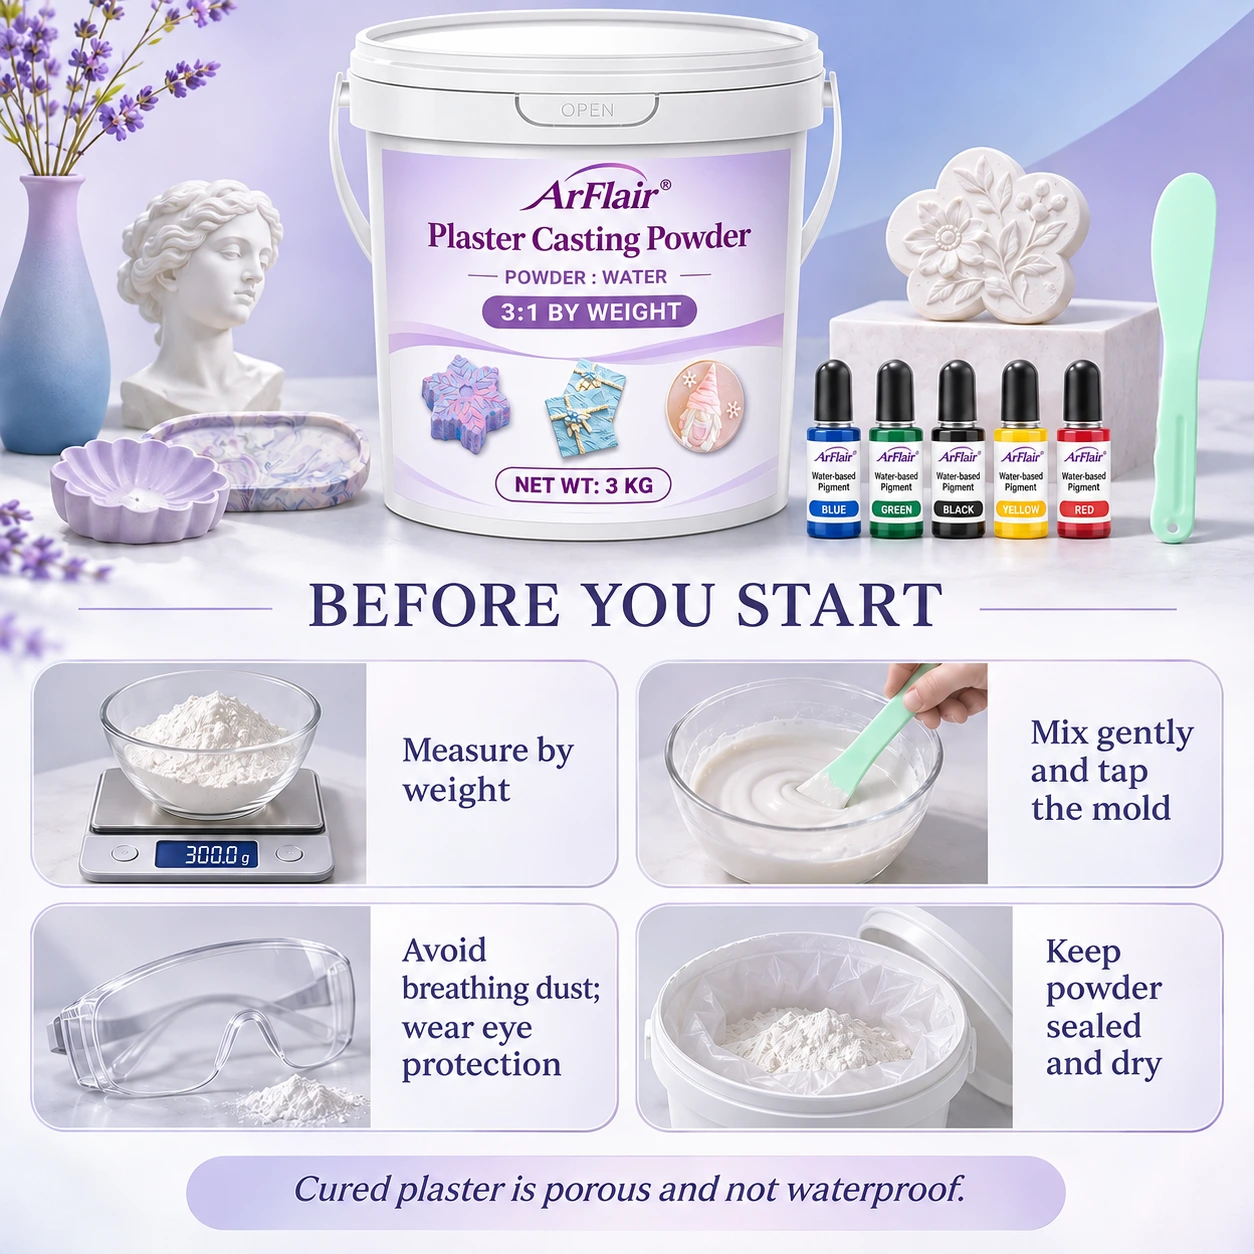 OPEN
ArFlair®
Plaster Casting Powder
POWDER : WATER
3:1 BY WEIGHT
NET WT: 3 KG
ArFlair®
Water-based
Pigment
BLUE
ArFlair®
Water-based
Pigment
GREEN
ArFlair®
Water-based
Pigment
BLACK
ArFlair®
Water-based
Pigment
YELLOW
ArFlair®
Water-based
Pigment
RED
BEFORE YOU START
300.0 g
Measure by
weight
Mix gently
and tap
the mold
Avoid
breathing dust;
wear eye
protection
Keep
powder
sealed
and dry
Cured plaster is porous and not waterproof.